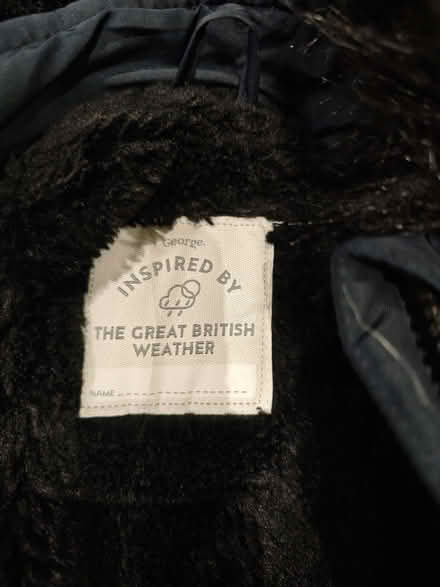 George.
INSPIRED BY
THE GREAT BRITISH
WEATHER
NAME